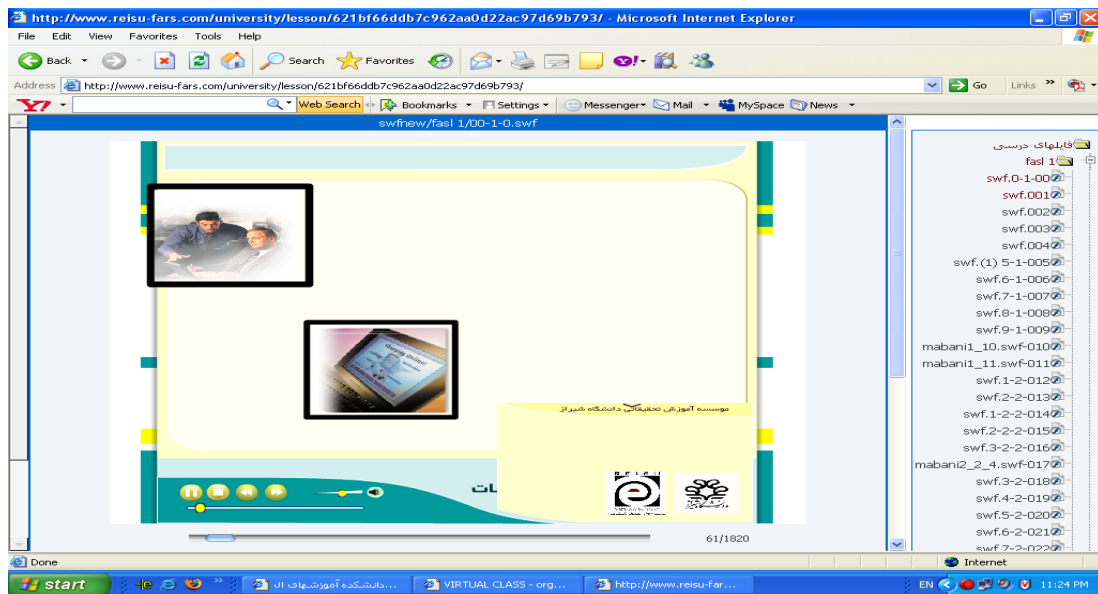 http://www.reisu-fars.com/university/lesson/621bf66ddb7c962aa0d22ac97d69b793/ - Microsoft Internet Explorer
File Edit View Favorites Tools Help
Back Search Favorites
Address http://www.reisu-fars.com/university/lesson/621bf66ddb7c962aa0d22ac97d69b793/ Go Links »
Y! Web Search Bookmarks Settings Messenger Mail MySpace News
swfnew/fasl 1/00-1-0.swf
فایلهای درسی
fasl 1
swf.0-1-00
swf.001
swf.002
swf.003
swf.004
swf.(1) 5-1-005
swf.6-1-006
swf.7-1-007
swf.8-1-008
swf.9-1-009
mabani1_10.swf-010
mabani1_11.swf-011
swf.1-2-012
swf.2-2-013
swf.1-2-2-014
swf.2-2-2-015
swf.3-2-2-016
mabani2_2_4.swf-017
swf.3-2-018
swf.4-2-019
swf.5-2-020
swf.6-2-021
swf.7-2-022
موسسه آموزش تحقیقاتی دانشگاه شیراز
ات
61/1820
Done Internet
start دانشکده آموزشهای ال... VIRTUAL CLASS - org... http://www.reisu-far... EN 11:24 PM